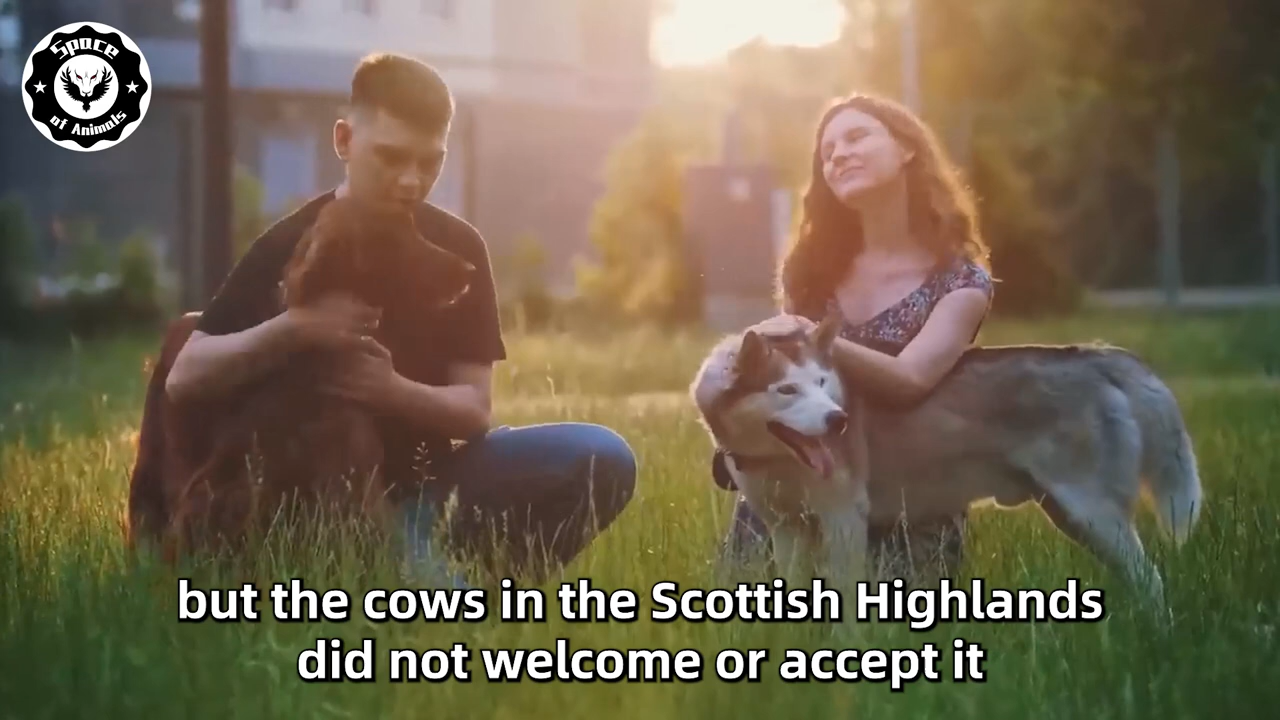 Space
of Animals
but the cows in the Scottish Highlands
did not welcome or accept it